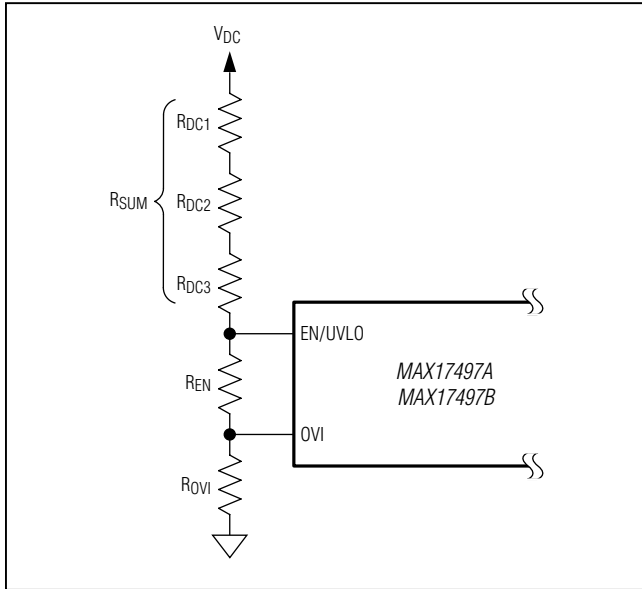 VDC
RDC1
RDC2
RSUM
RDC3
EN/UVLO
MAX17497A
MAX17497B
REN
OVI
ROVI